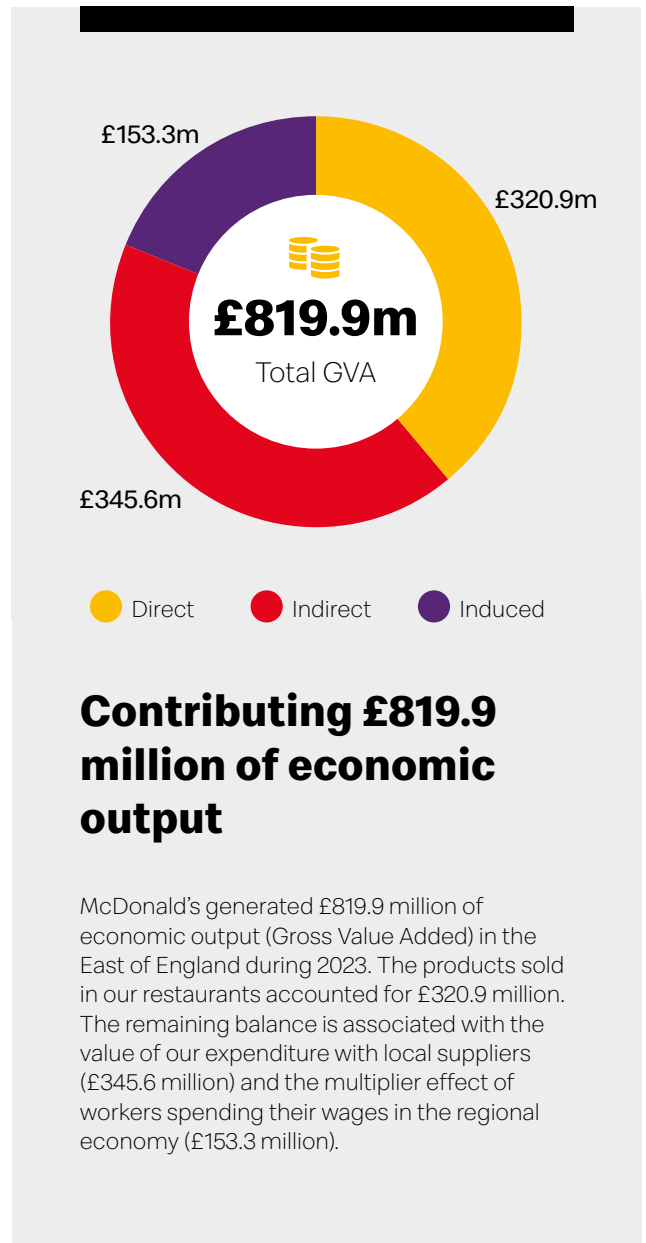 £153.3m
£320.9m
£819.9m
Total GVA
£345.6m
Direct
Indirect
Induced
Contributing £819.9
million of economic
output
McDonald’s generated £819.9 million of
economic output (Gross Value Added) in the
East of England during 2023. The products sold
in our restaurants accounted for £320.9 million.
The remaining balance is associated with the
value of our expenditure with local suppliers
(£345.6 million) and the multiplier effect of
workers spending their wages in the regional
economy (£153.3 million).